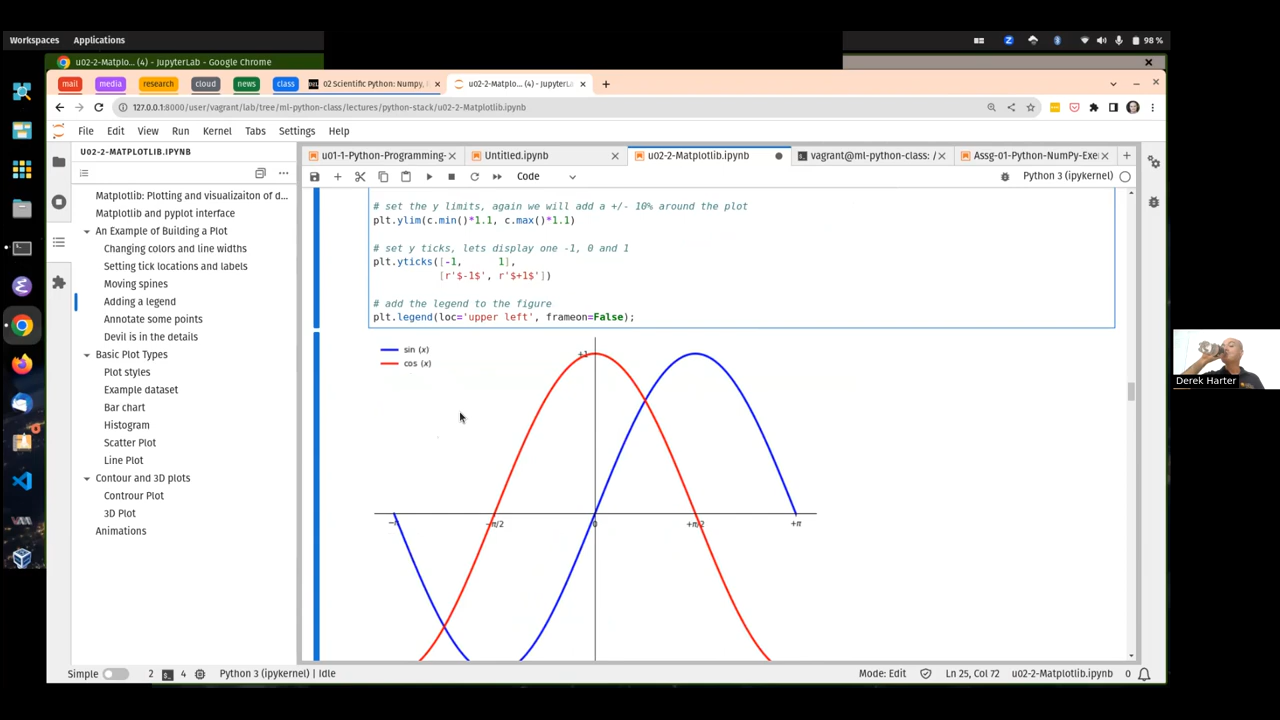 Workspaces Applications
98 %
u02-2-Matplo... (4) - JupyterLab - Google Chrome
mail media research cloud news class 02 Scientific Python: Numpy, u02-2-Matplo... (4) - JupyterLa
127.0.0.1:8000/user/vagrant/lab/tree/ml-python-class/lectures/python-stack/u02-2-Matplotlib.ipynb
File Edit View Run Kernel Tabs Settings Help
U02-2-MATPLOTLIB.IPYNB
u01-1-Python-Programming- Untitled.ipynb u02-2-Matplotlib.ipynb vagrant@ml-python-class: / Assg-01-Python-NumPy-Exe
Code Python 3 (ipykernel)
Matplotlib: Plotting and visualizaiton of d...
Matplotlib and pyplot interface
An Example of Building a Plot
Changing colors and line widths
Setting tick locations and labels
Moving spines
Adding a legend
Annotate some points
Devil is in the details
Basic Plot Types
Plot styles
Example dataset
Bar chart
Histogram
Scatter Plot
Line Plot
Contour and 3D plots
Contour Plot
3D Plot
Animations
# set the y limits, again we will add a +/- 10% around the plot
plt.ylim(c.min()*1.1, c.max()*1.1)
# set y ticks, lets display one -1, 0 and 1
plt.yticks([-1, 1],
[r'$-1$', r'$+1$'])
# add the legend to the figure
plt.legend(loc='upper left', frameon=False);
sin (x)
cos (x)
+1
−π −π/2 0 +π/2 +π
Derek Harter
Simple 2 4 Python 3 (ipykernel) | Idle Mode: Edit Ln 25, Col 72 u02-2-Matplotlib.ipynb 0